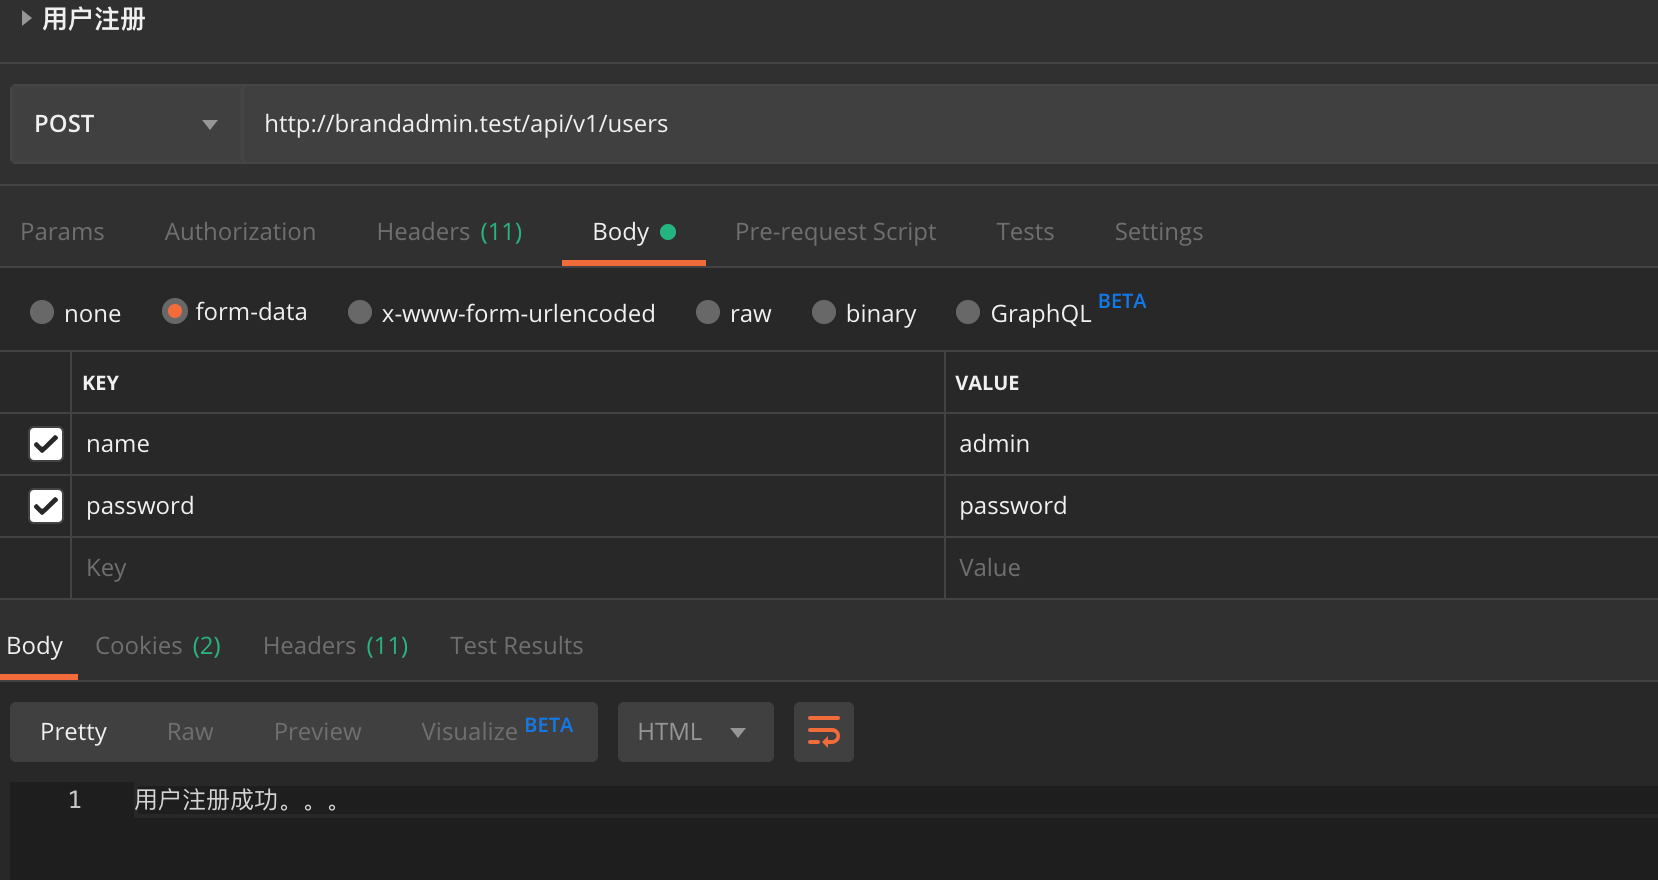 用户注册
POST http://brandadmin.test/api/v1/users
Params Authorization Headers (11) Body Pre-request Script Tests Settings
none form-data x-www-form-urlencoded raw binary GraphQL BETA
KEY VALUE
name admin
password password
Key Value
Body Cookies (2) Headers (11) Test Results
Pretty Raw Preview Visualize BETA HTML
1 用户注册成功。。。